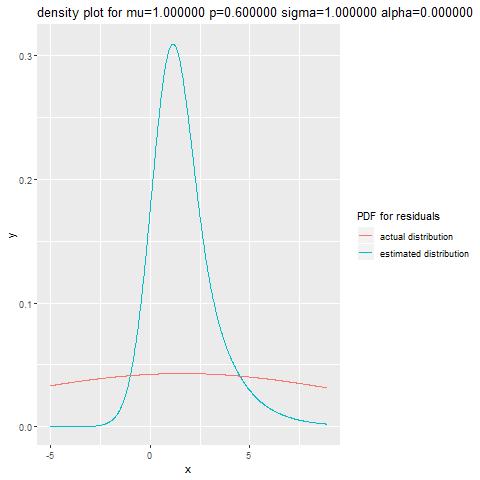 density plot for mu=1.000000 p=0.600000 sigma=1.000000 alpha=0.000000
0.3
0.2
0.1
0.0
y
-5
0
5
x
PDF for residuals
actual distribution
estimated distribution